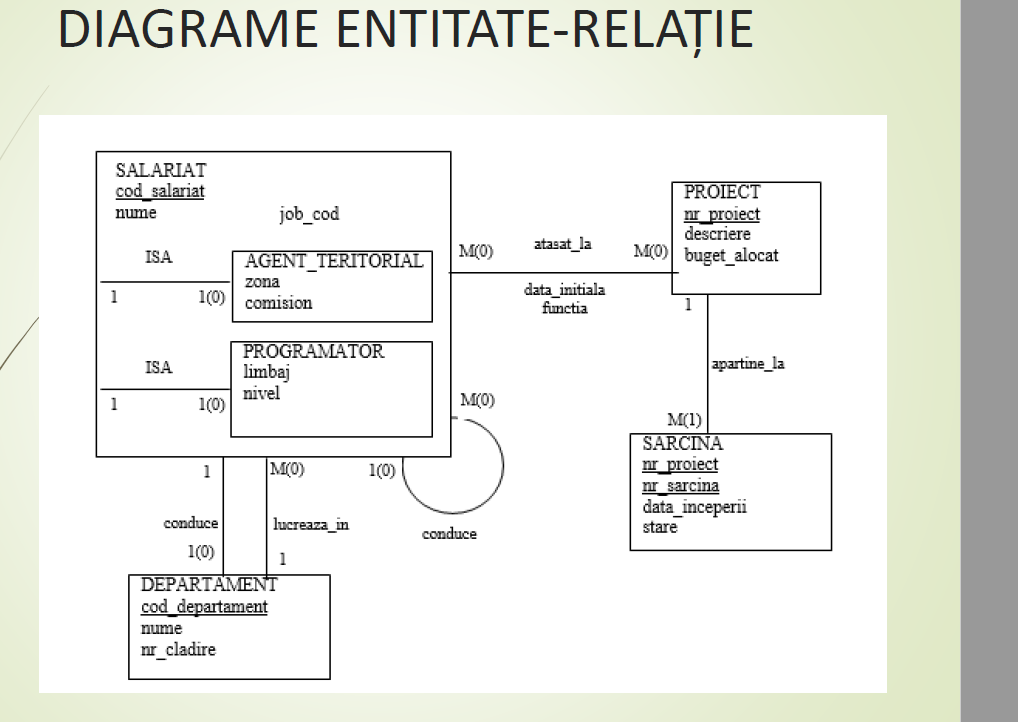 DIAGRAME ENTITATE-RELAȚIE
SALARIAT
cod_salariat
nume
job_cod
ISA
1
1(0)
AGENT_TERITORIAL
zona
comision
ISA
1
1(0)
PROGRAMATOR
limbaj
nivel
M(0)
atasat_la
M(0)
data_initiala
functia
PROIECT
nr_proiect
descriere
buget_alocat
1
apartine_la
M(1)
SARCINA
nr_proiect
nr_sarcina
data_inceperii
stare
M(0)
1(0)
conduce
1
M(0)
conduce
lucreaza_in
1(0)
1
DEPARTAMENT
cod_departament
nume
nr_cladire